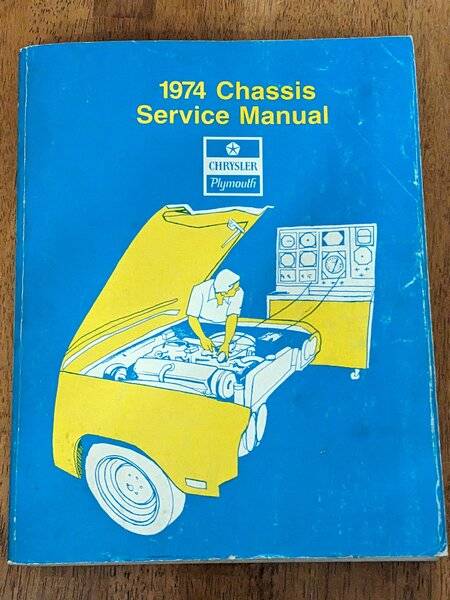 1974 Chassis
Service Manual
CHRYSLER
Plymouth